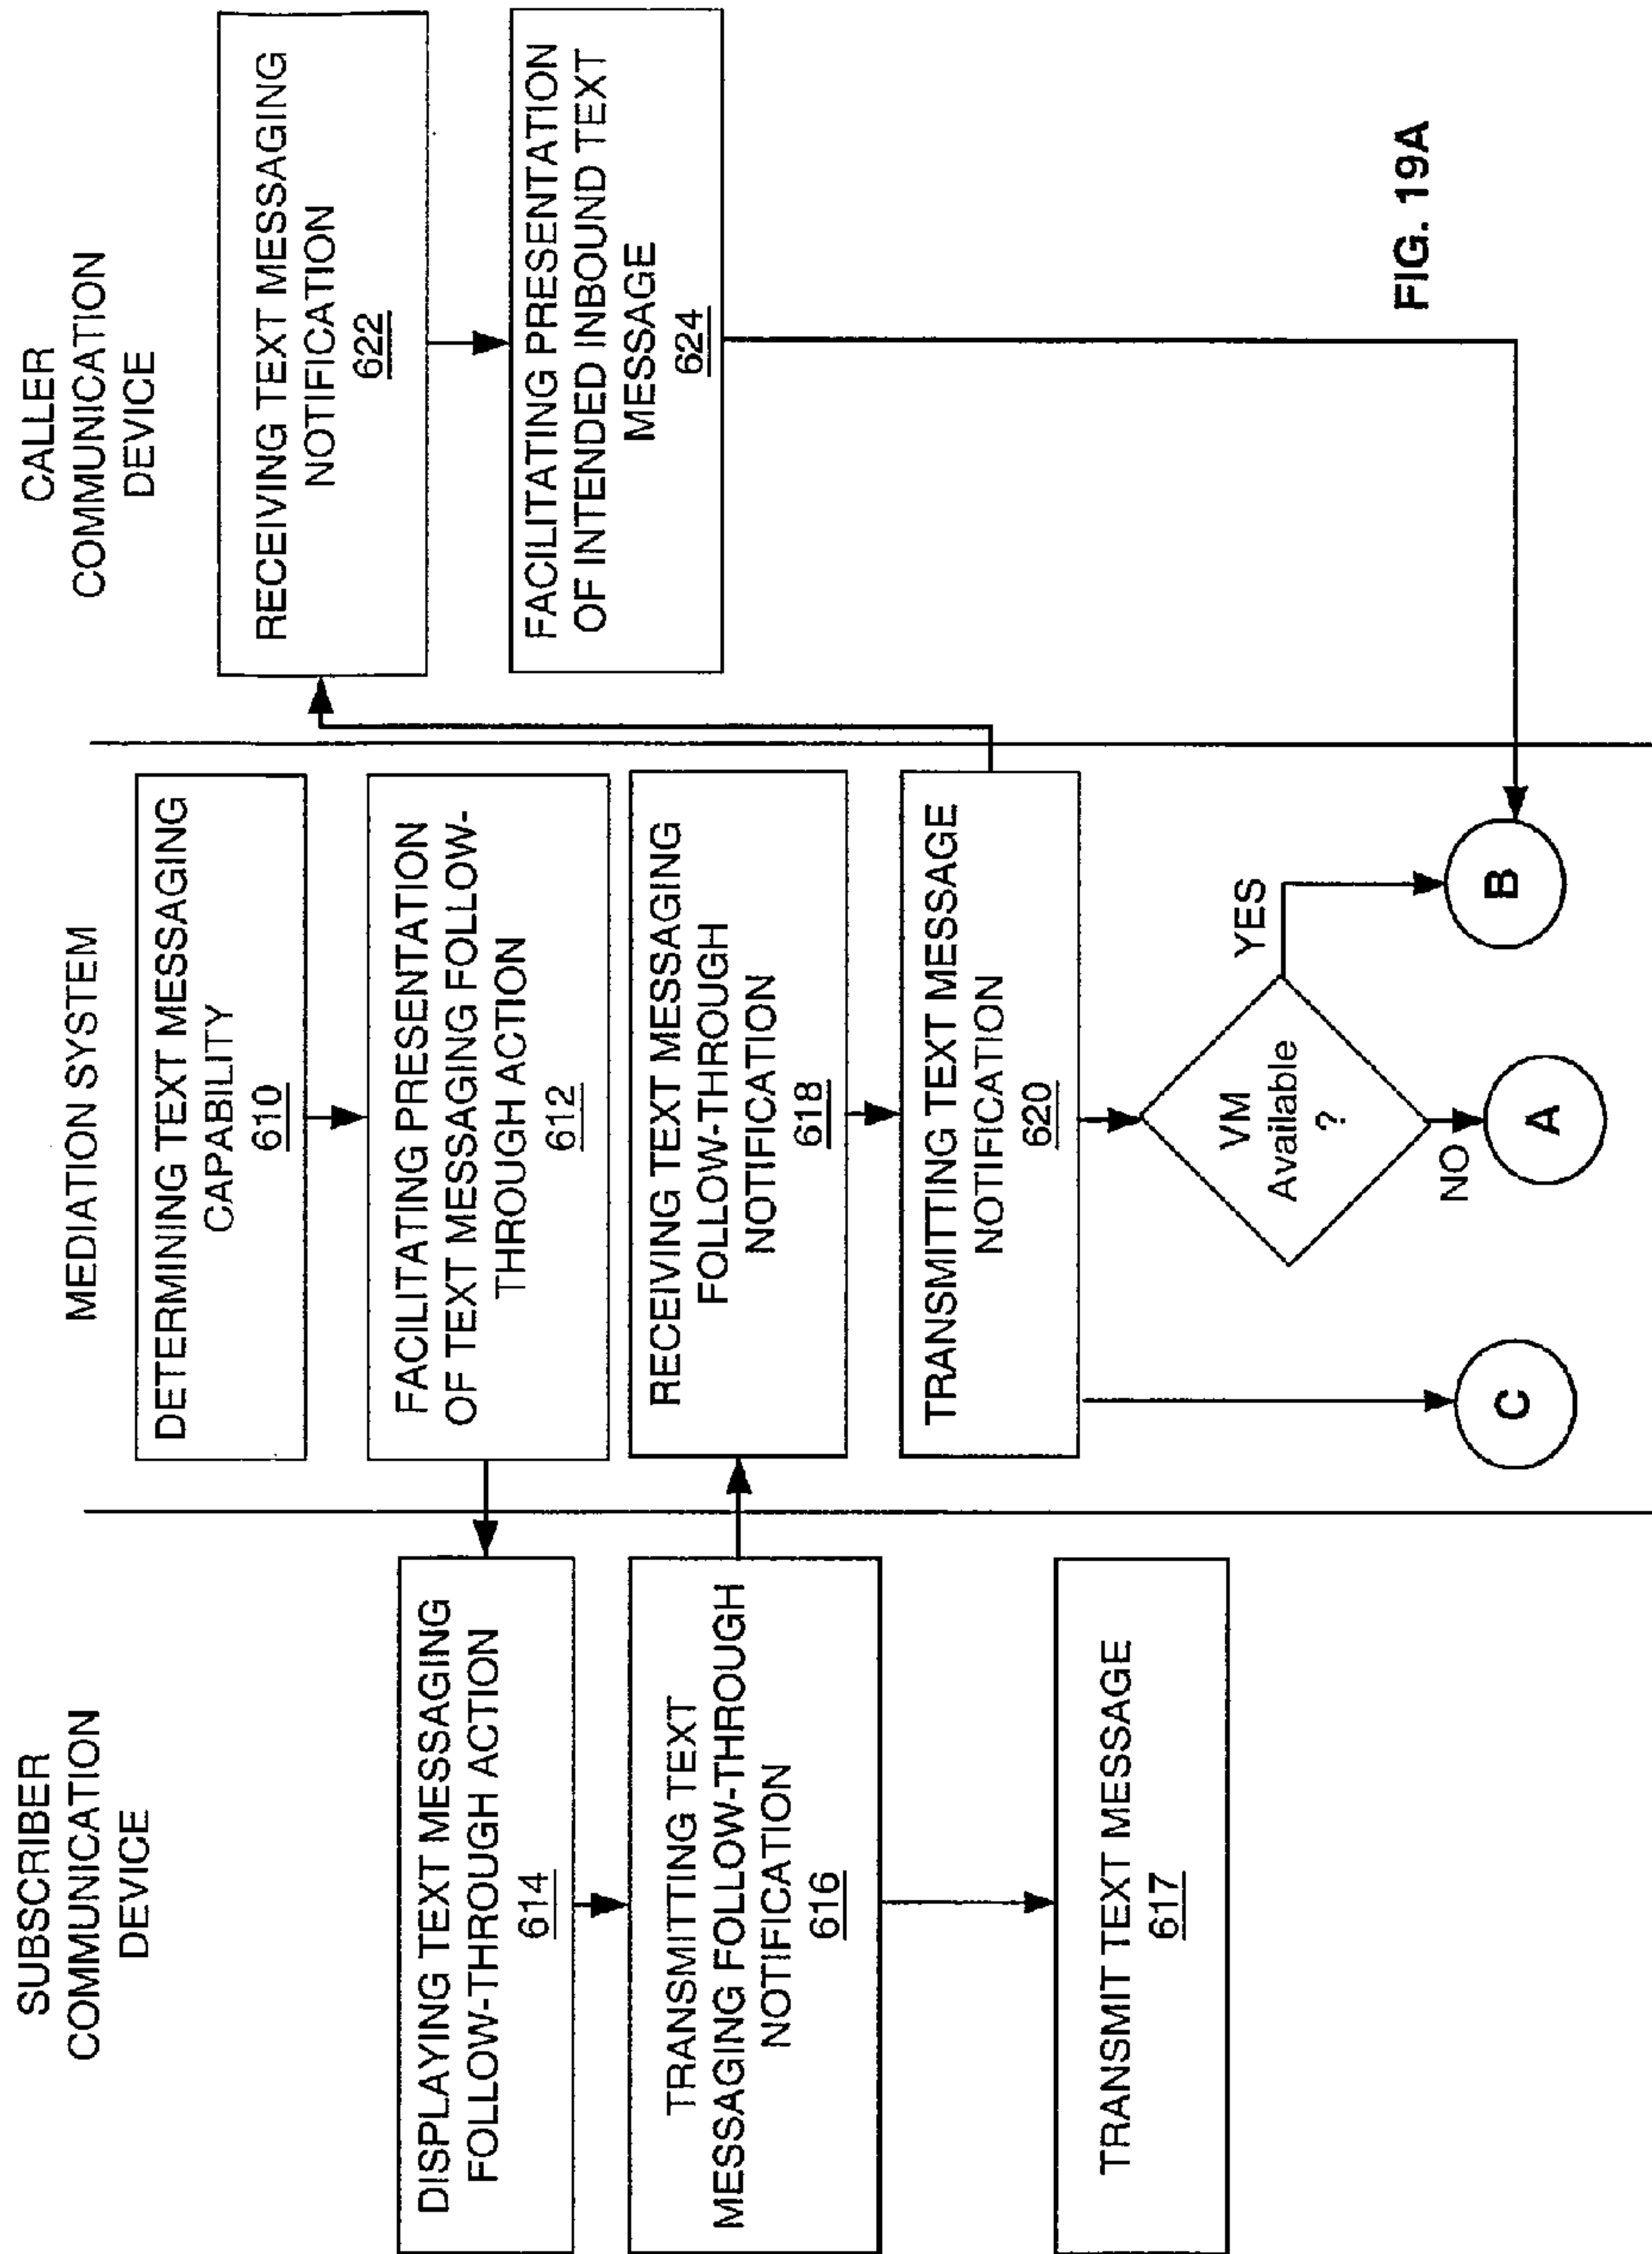 SUBSCRIBER
COMMUNICATION
DEVICE
DISPLAYING TEXT MESSAGING
FOLLOW-THROUGH ACTION
614
TRANSMITTING TEXT
MESSAGING FOLLOW-THROUGH
NOTIFICATION
616
TRANSMIT TEXT MESSAGE
617
MEDIATION SYSTEM
DETERMINING TEXT MESSAGING
CAPABILITY
610
FACILITATING PRESENTATION
OF TEXT MESSAGING FOLLOW-
THROUGH ACTION
612
RECEIVING TEXT MESSAGING
FOLLOW-THROUGH
NOTIFICATION
618
TRANSMITTING TEXT MESSAGE
NOTIFICATION
620
VM
Available
?
YES
NO
C
A
B
CALLER
COMMUNICATION
DEVICE
RECEIVING TEXT MESSAGING
NOTIFICATION
622
FACILITATING PRESENTATION
OF INTENDED INBOUND TEXT
MESSAGE
624
FIG. 19A